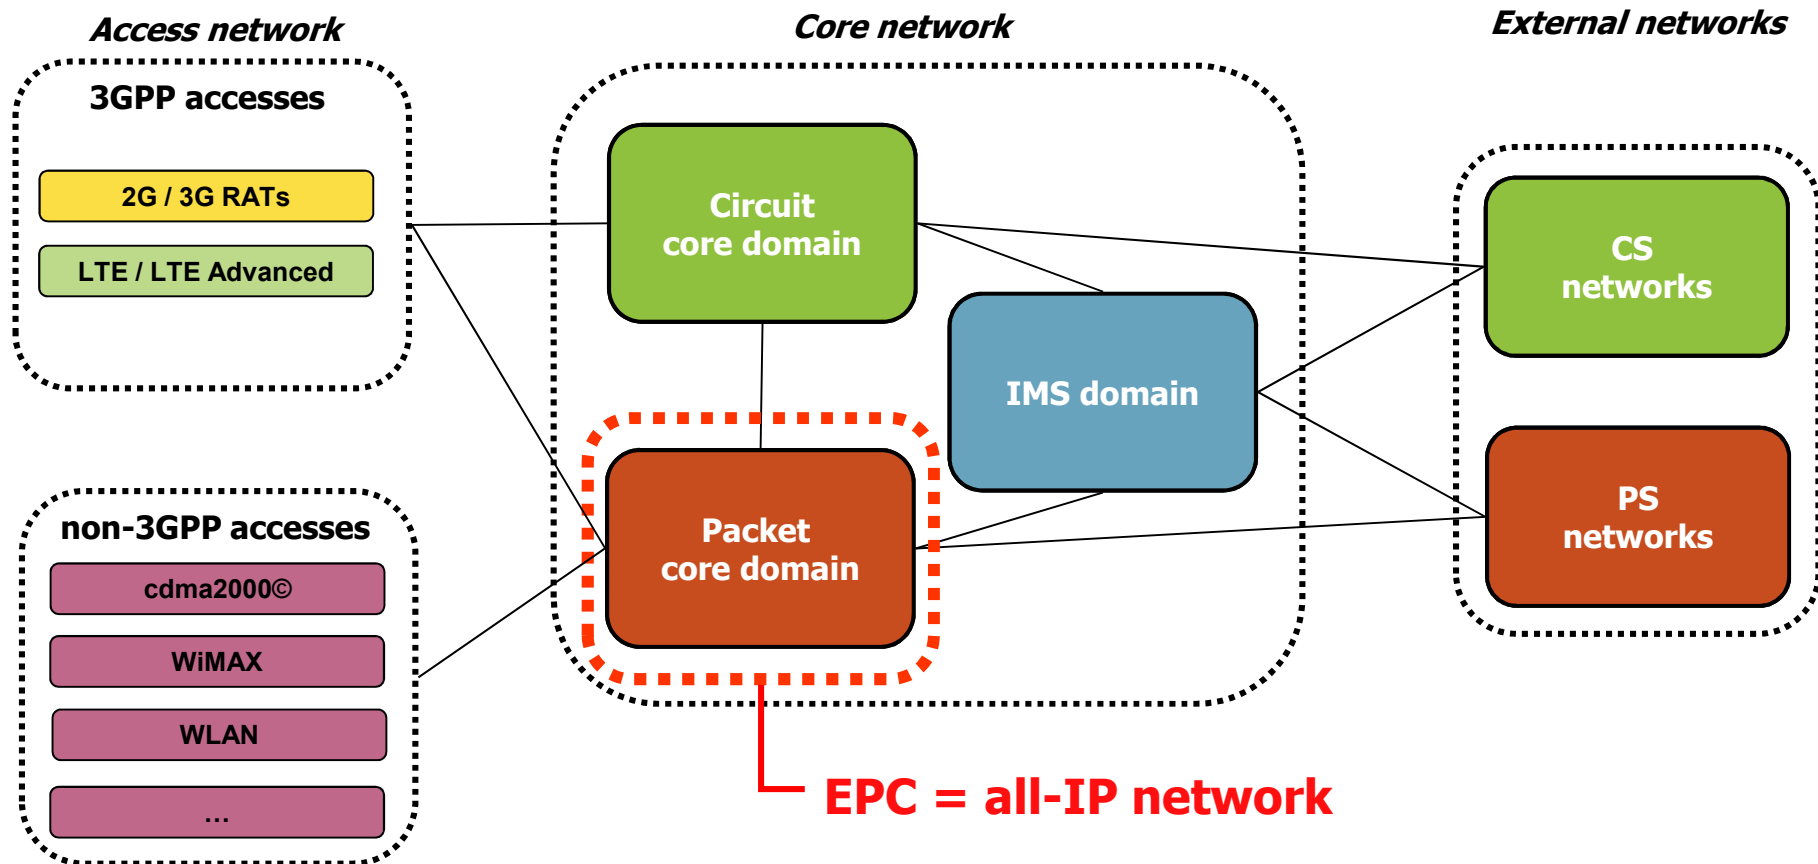 Access network
Core network
External networks
3GPP accesses
2G / 3G RATs
LTE / LTE Advanced
non-3GPP accesses
cdma2000©
WiMAX
WLAN
...
Circuit
core domain
IMS domain
Packet
core domain
CS
networks
PS
networks
EPC = all-IP network